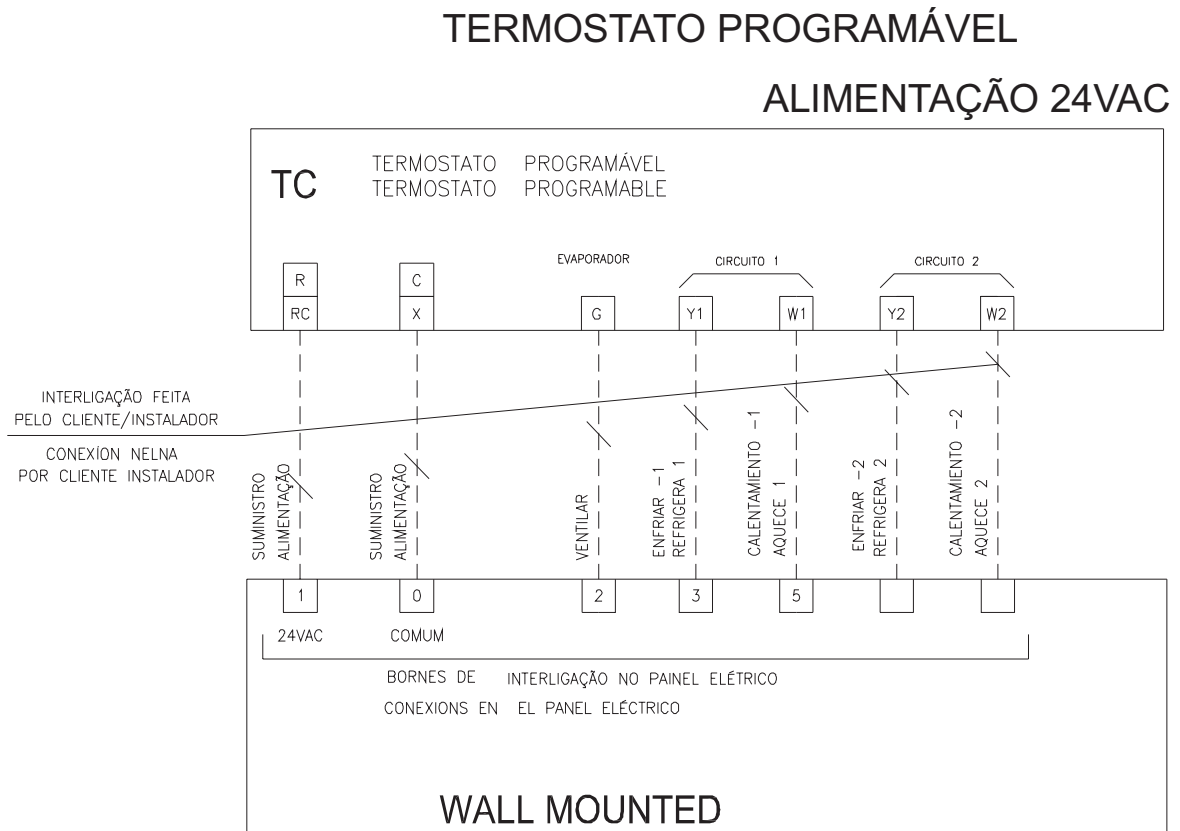 TERMOSTATO PROGRAMÁVEL
ALIMENTAÇÃO 24VAC
TC
TERMOSTATO PROGRAMÁVEL
TERMOSTATO PROGRAMABLE
EVAPORADOR
CIRCUITO 1
CIRCUITO 2
R
C
RC
X
G
Y1
W1
Y2
W2
INTERLIGAÇÃO FEITA
PELO CLIENTE/INSTALADOR
CONEXÍON NELNA
POR CLIENTE INSTALADOR
SUMINISTRO
ALIMENTAÇÃO
SUMINISTRO
ALIMENTAÇÃO
VENTILAR
ENFRIAR -1
REFRIGERA 1
CALENTAMIENTO -1
AQUECE 1
ENFRIAR -2
REFRIGERA 2
CALENTAMIENTO -2
AQUECE 2
1
0
2
3
5
24VAC
COMUM
BORNES DE INTERLIGAÇÃO NO PAINEL ELÉTRICO
CONEXIONS EN EL PANEL ELÉCTRICO
WALL MOUNTED